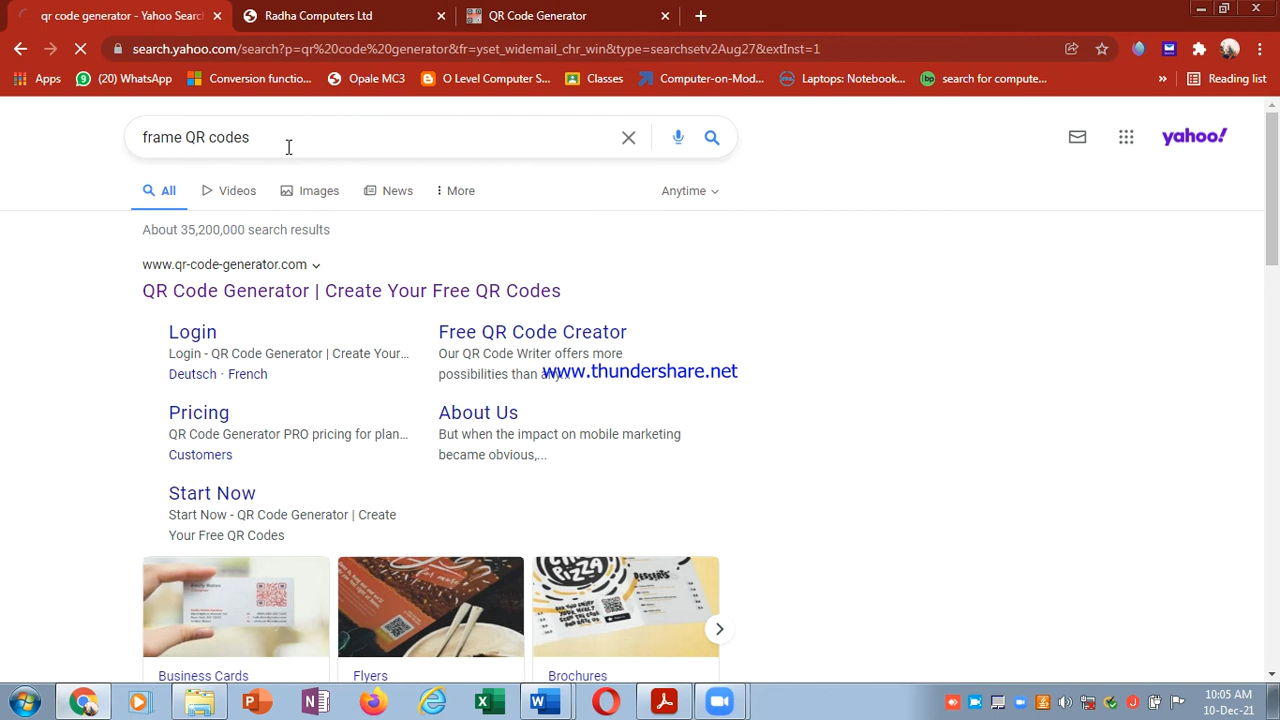 qr code generator - Yahoo Searc
Radha Computers Ltd
QR Code Generator
search.yahoo.com/search?p=qr%20code%20generator&fr=yset_widemail_chr_win&type=searchsetv2Aug27&extInst=1
Apps
(20) WhatsApp
Conversion functio...
Opale MC3
O Level Computer S...
Classes
Computer-on-Mod...
Laptops: Notebook...
bp search for compute...
»
Reading list
frame QR codes
yahoo!
All
Videos
Images
News
More
Anytime
About 35,200,000 search results
www.qr-code-generator.com
QR Code Generator | Create Your Free QR Codes
Login
Login - QR Code Generator | Create Your...
Deutsch · French
Free QR Code Creator
Our QR Code Writer offers more
possibilities than any...
www.thundershare.net
Pricing
QR Code Generator PRO pricing for plan...
Customers
About Us
But when the impact on mobile marketing
became obvious,...
Start Now
Start Now - QR Code Generator | Create
Your Free QR Codes
PIZZA
DESSERTS
Business Cards
Flyers
Brochures
10:05 AM
10-Dec-21